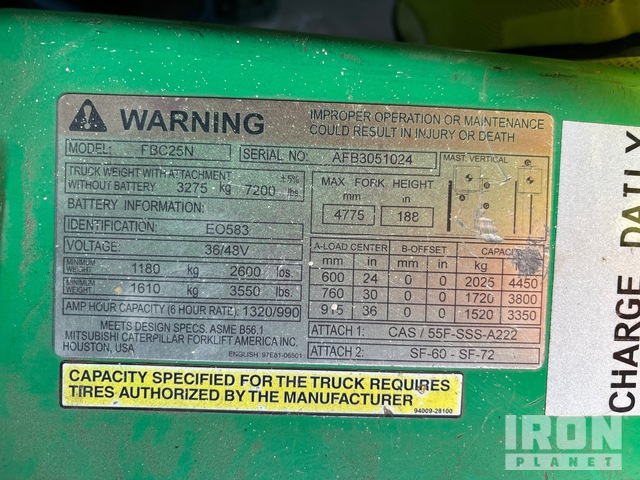 WARNING
IMPROPER OPERATION OR MAINTENANCE
COULD RESULT IN INJURY OR DEATH
MODEL: FBC25N SERIAL NO: AFB3051024
TRUCK WEIGHT WITH ATTACHMENT ±5%
WITHOUT BATTERY 3275 kg 7200 lbs
BATTERY INFORMATION:
IDENTIFICATION: EO583
VOLTAGE: 36/48V
MINIMUM WEIGHT 1180 kg 2600 lbs.
MINIMUM WEIGHT 1610 kg 3550 lbs.
AMP HOUR CAPACITY (6 HOUR RATE): 1320/990
MEETS DESIGN SPECS. ASME B56.1
MITSUBISHI CATERPILLAR FORKLIFT AMERICA INC.
HOUSTON, USA
ENGLISH 97E81-06501
MAST: VERTICAL
MAX FORK HEIGHT
mm in
4775 188
A-LOAD CENTER B-OFFSET CAPACITY
mm in mm in kg
600 24 0 0 2025 4450
760 30 0 0 1720 3800
915 36 0 0 1520 3350
ATTACH 1: CAS / 55F-SSS-A222
ATTACH 2: SF-60 - SF-72
CAPACITY SPECIFIED FOR THE TRUCK REQUIRES
TIRES AUTHORIZED BY THE MANUFACTURER
94009-28100
CHARGE DAILY
IRON
PLANET